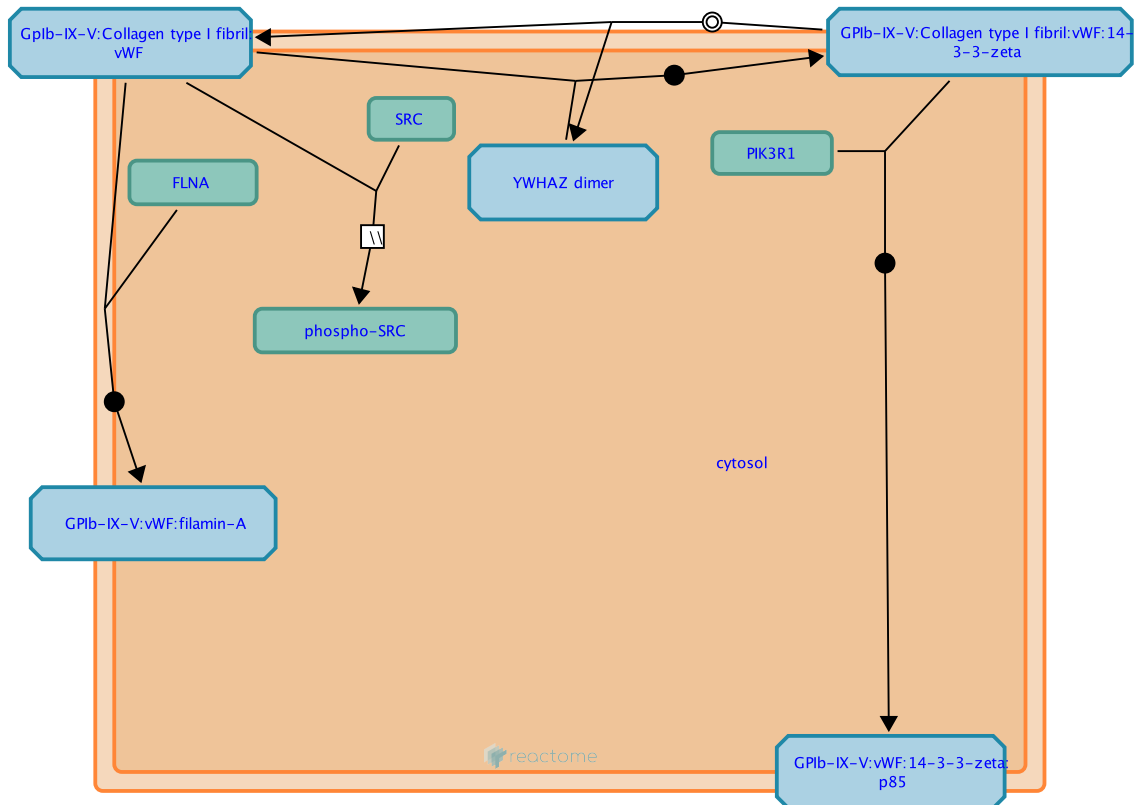 GpIb-IX-V:Collagen type I fibril:
vWF
GPIb-IX-V:Collagen type I fibril:vWF:14-
3-3-zeta
SRC
PIK3R1
FLNA
YWHAZ dimer
\\
phospho-SRC
cytosol
GPIb-IX-V:vWF:filamin-A
reactome
GPIb-IX-V:vWF:14-3-3-zeta:
p85